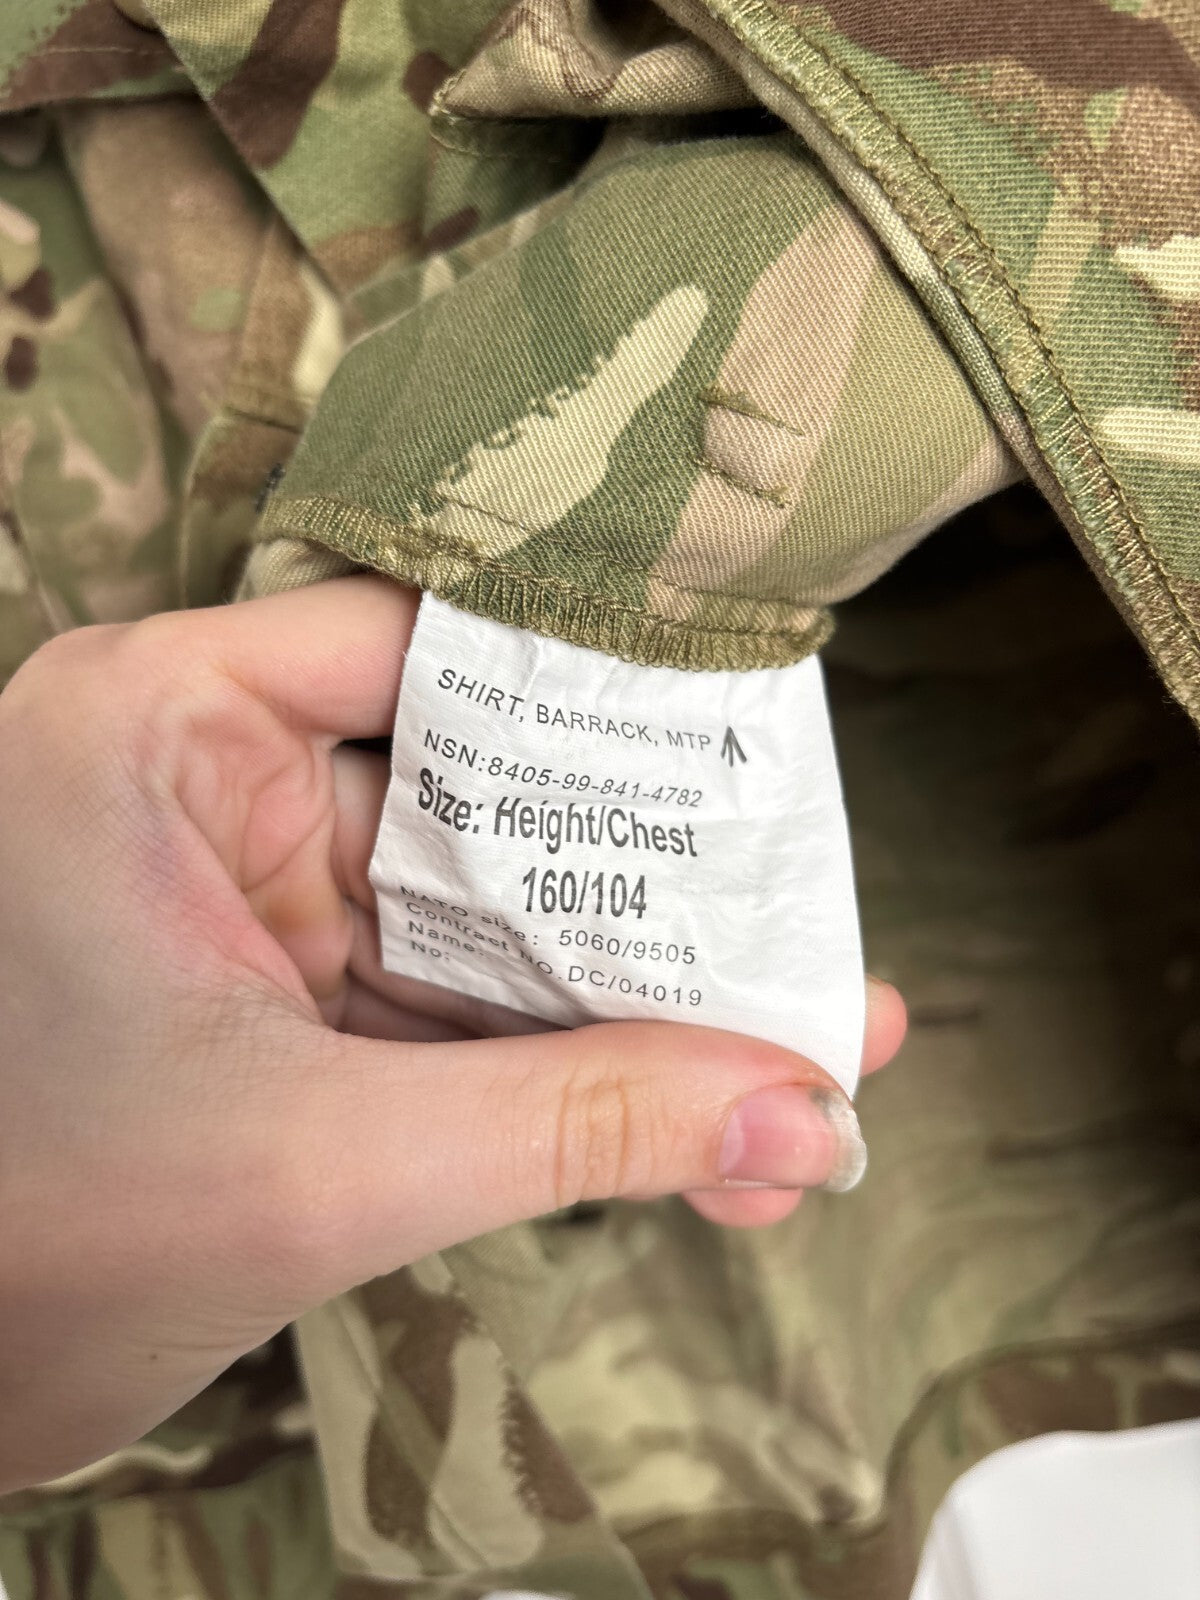 SHIRT, BARRACK, MTP
NSN:8405-99-841-4782
Size: Height/Chest
160/104
NATO size: 5060/9505
Contract NO.DC/04019
Name:
No: